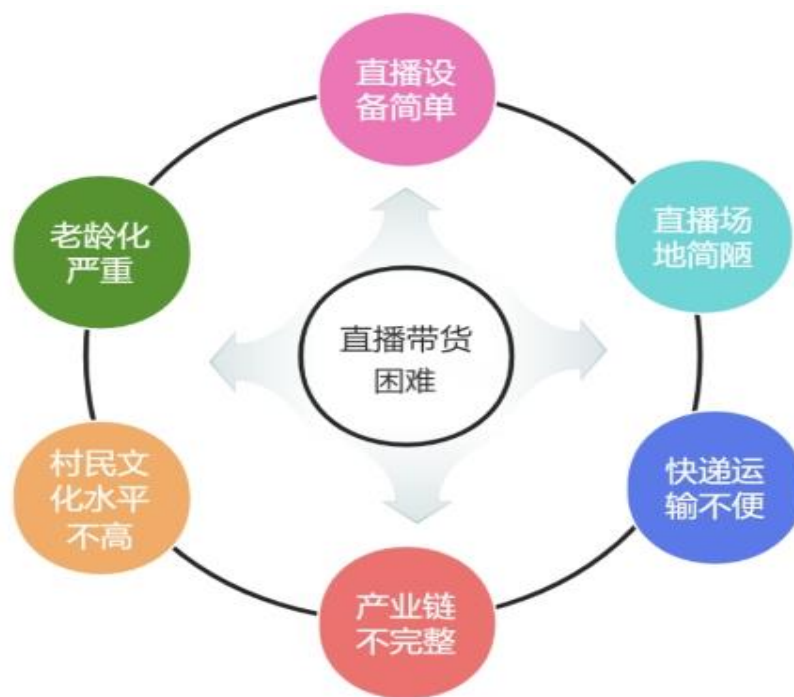 直播设
备简单
直播场
地简陋
快递运
输不便
产业链
不完整
村民文
化水平
不高
老龄化
严重
直播带货
困难